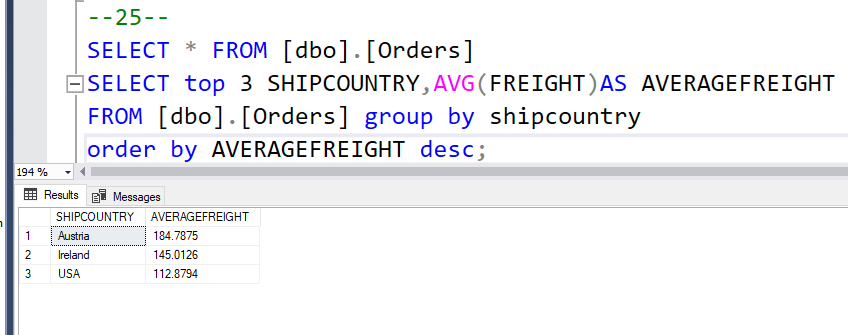 --25--
SELECT * FROM [dbo].[Orders]
SELECT top 3 SHIPCOUNTRY,AVG(FREIGHT)AS AVERAGEFREIGHT
FROM [dbo].[Orders] group by shipcountry
order by AVERAGEFREIGHT desc;
194 %
Results Messages
SHIPCOUNTRY AVERAGEFREIGHT
1 Austria 184.7875
2 Ireland 145.0126
3 USA 112.8794